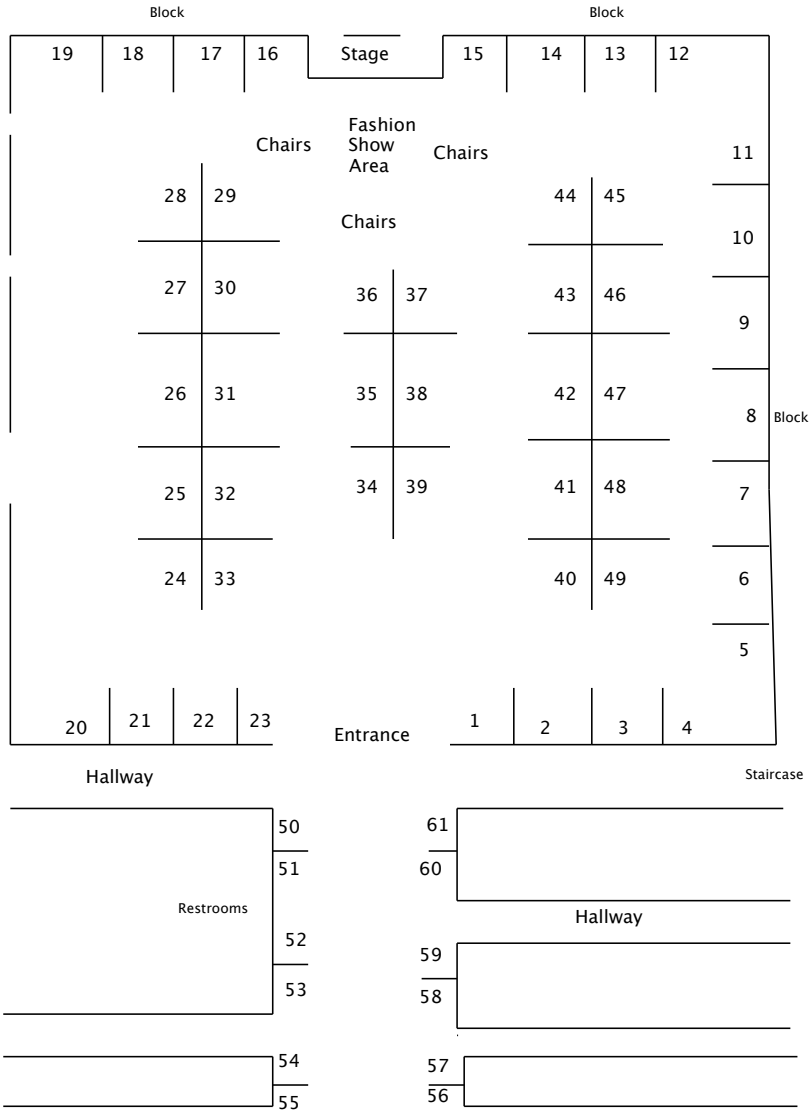 Block Block
19 18 17 16 Stage 15 14 13 12
Fashion
Chairs Show Chairs 11
Area
28 29 44 45
Chairs
10
27 30 36 37 43 46
9
26 31 35 38 42 47
8 Block
25 32 34 39 41 48 7
24 33 40 49 6
5
20 21 22 23 Entrance 1 2 3 4
Hallway Staircase
50 61
51 60
Restrooms Hallway
52 59
53 58
54 57
55 56